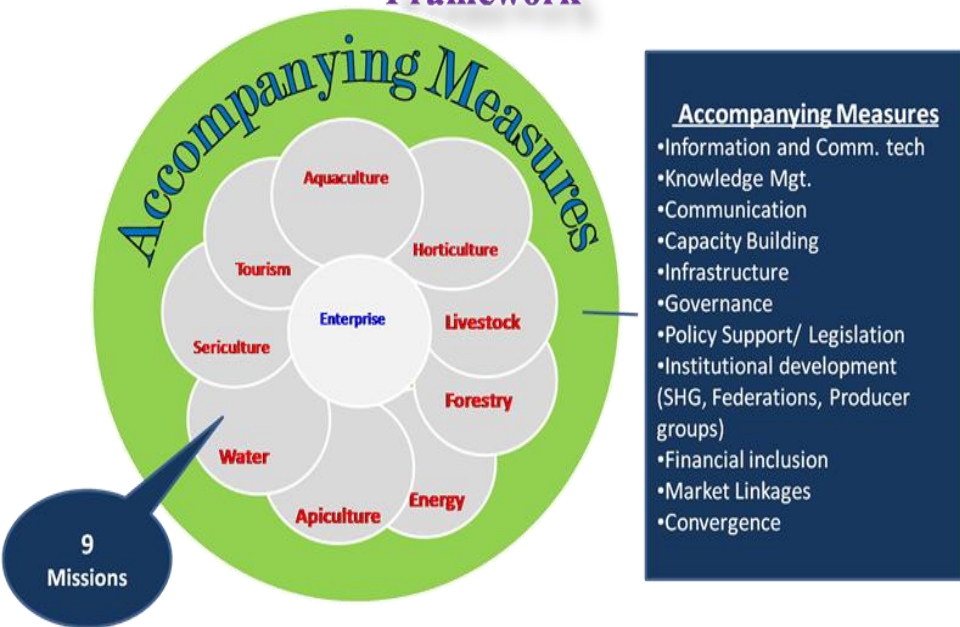 Framework
Accompanying Measures
Aquaculture
Horticulture
Tourism
Enterprise
Livestock
Sericulture
Forestry
Water
Energy
Apiculture
9
Missions
Accompanying Measures
•Information and Comm. tech
•Knowledge Mgt.
•Communication
•Capacity Building
•Infrastructure
•Governance
•Policy Support/ Legislation
•Institutional development
(SHG, Federations, Producer
groups)
•Financial inclusion
•Market Linkages
•Convergence